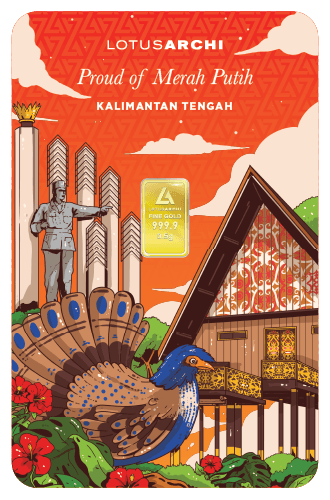 LOTUSARCHI
Proud of Merah Putih
KALIMANTAN TENGAH
LOTUSARCHI
FINE GOLD
999.9